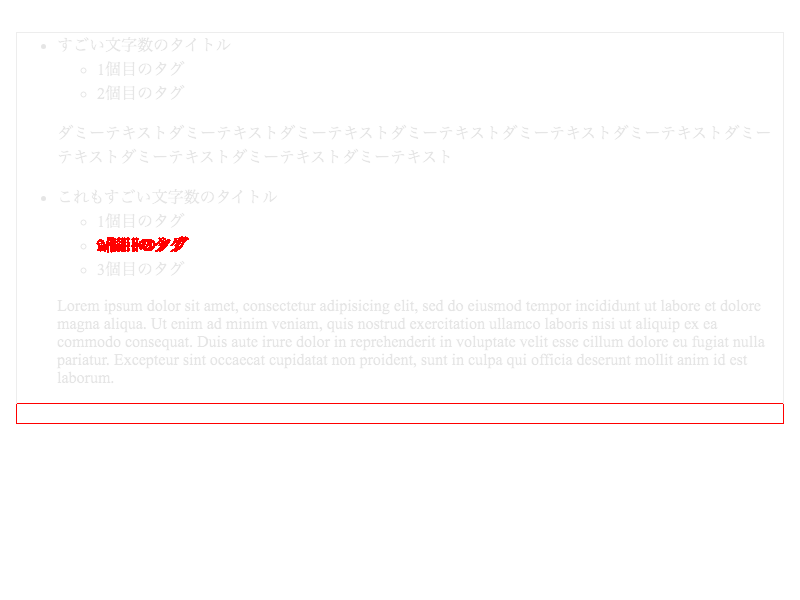 すごい文字数のタイトル
1個目のタグ
2個目のタグ
ダミーテキストダミーテキストダミーテキストダミーテキストダミーテキストダミーテキストダミー
テキストダミーテキストダミーテキストダミーテキスト
これもすごい文字数のタイトル
1個目のタグ
のタグ
3個目のタグ
Lorem ipsum dolor sit amet, consectetur adipisicing elit, sed do eiusmod tempor incididunt ut labore et dolore
magna aliqua. Ut enim ad minim veniam, quis nostrud exercitation ullamco laboris nisi ut aliquip ex ea
commodo consequat. Duis aute irure dolor in reprehenderit in voluptate velit esse cillum dolore eu fugiat nulla
pariatur. Excepteur sint occaecat cupidatat non proident, sunt in culpa qui officia deserunt mollit anim id est
laborum.